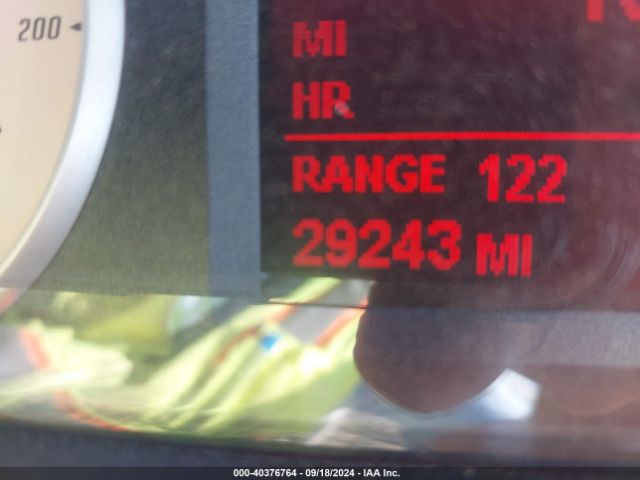 200
MI
HR
RANGE 122
29243 MI
000-40376764 - 09/18/2024 - IAA Inc.